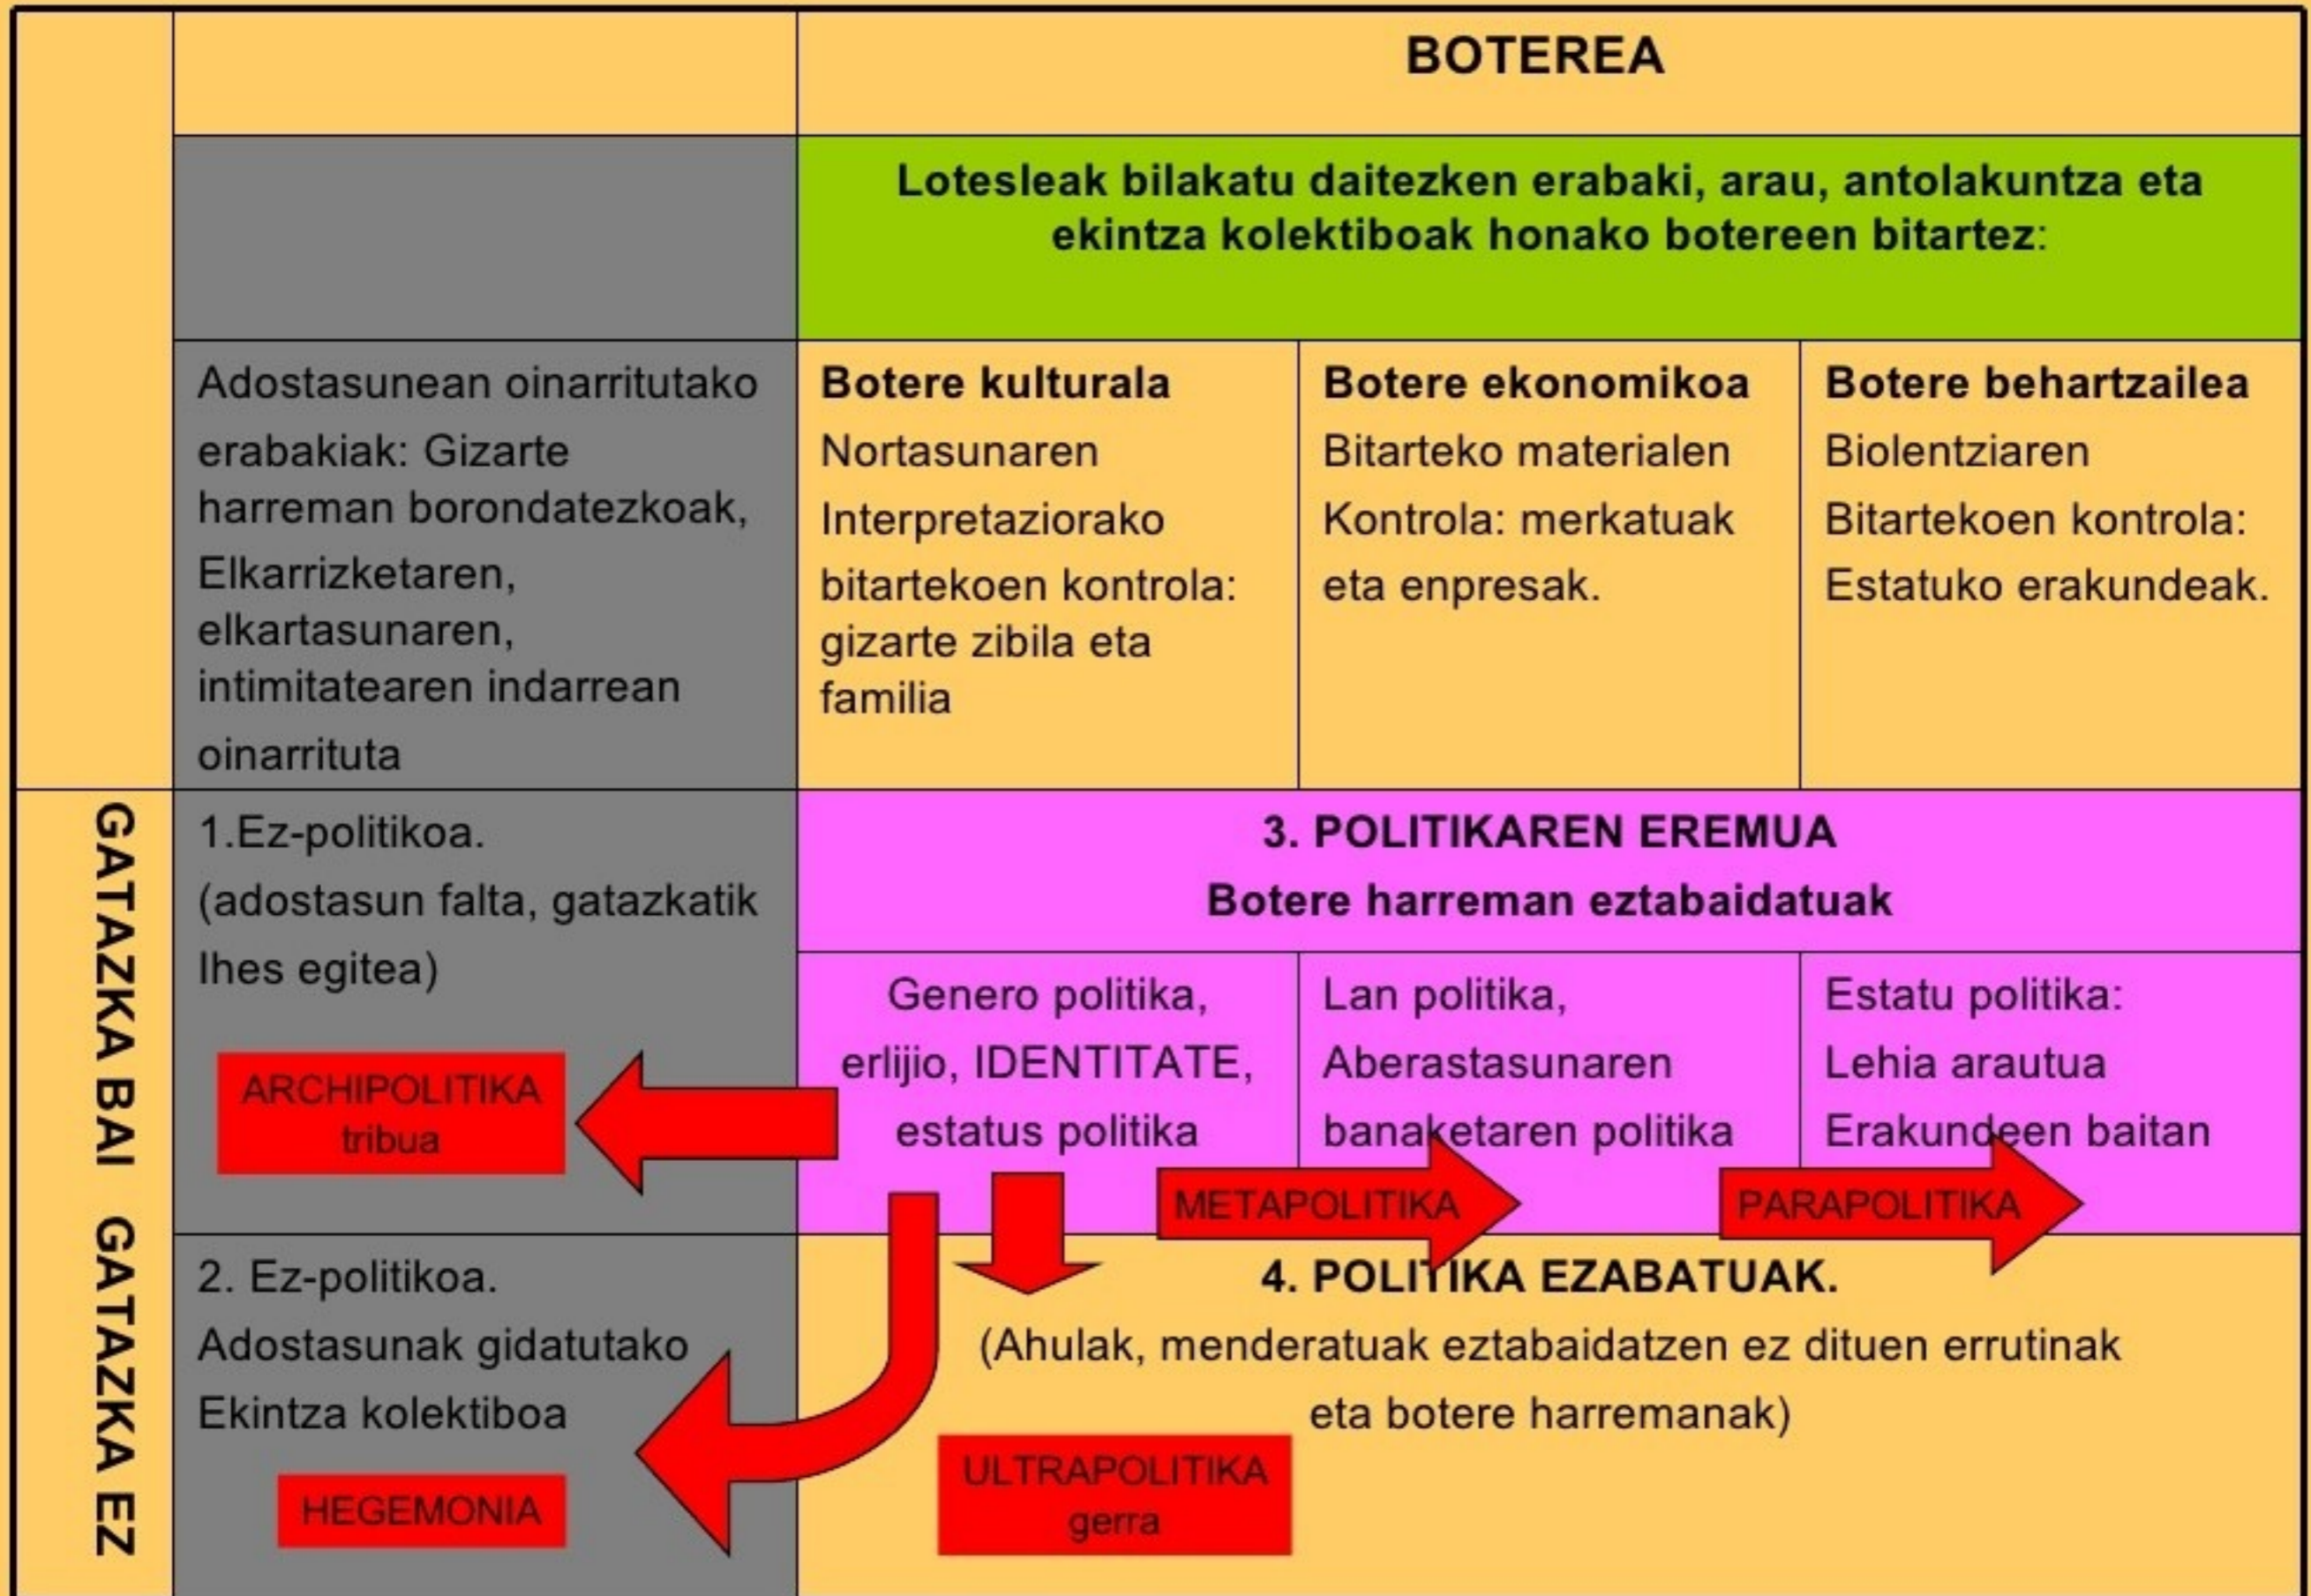 BOTEREA
Lotesleak bilakatu daitezken erabaki, arau, antolakuntza eta
ekintza kolektiboak honako botereen bitartez:
Adostasunean oinarritutako
erabakiak: Gizarte
harreman borondatezkoak,
Elkarrizketaren,
elkartasunaren,
intimitatearen indarrean
oinarrituta
Botere kulturala
Nortasunaren
Interpretaziorako
bitartekoen kontrola:
gizarte zibila eta
familia
Botere ekonomikoa
Bitarteko materialen
Kontrola: merkatuak
eta enpresak.
Botere behartzailea
Biolentziaren
Bitartekoen kontrola:
Estatuko erakundeak.
GATAZKA BAI GATAZKA EZ
1.Ez-politikoa.
(adostasun falta, gatazkatik
Ihes egitea)
ARCHIPOLITIKA
tribua
3. POLITIKAREN EREMUA
Botere harreman eztabaidatuak
Genero politika,
erlijio, IDENTITATE,
estatus politika
Lan politika,
Aberastasunaren
banaketaren politika
Estatu politika:
Lehia arautua
Erakundeen baitan
METAPOLITIKA
PARAPOLITIKA
2. Ez-politikoa.
Adostasunak gidatutako
Ekintza kolektiboa
HEGEMONIA
4. POLITIKA EZABATUAK.
(Ahulak, menderatuak eztabaidatzen ez dituen errutinak
eta botere harremanak)
ULTRAPOLITIKA
gerra